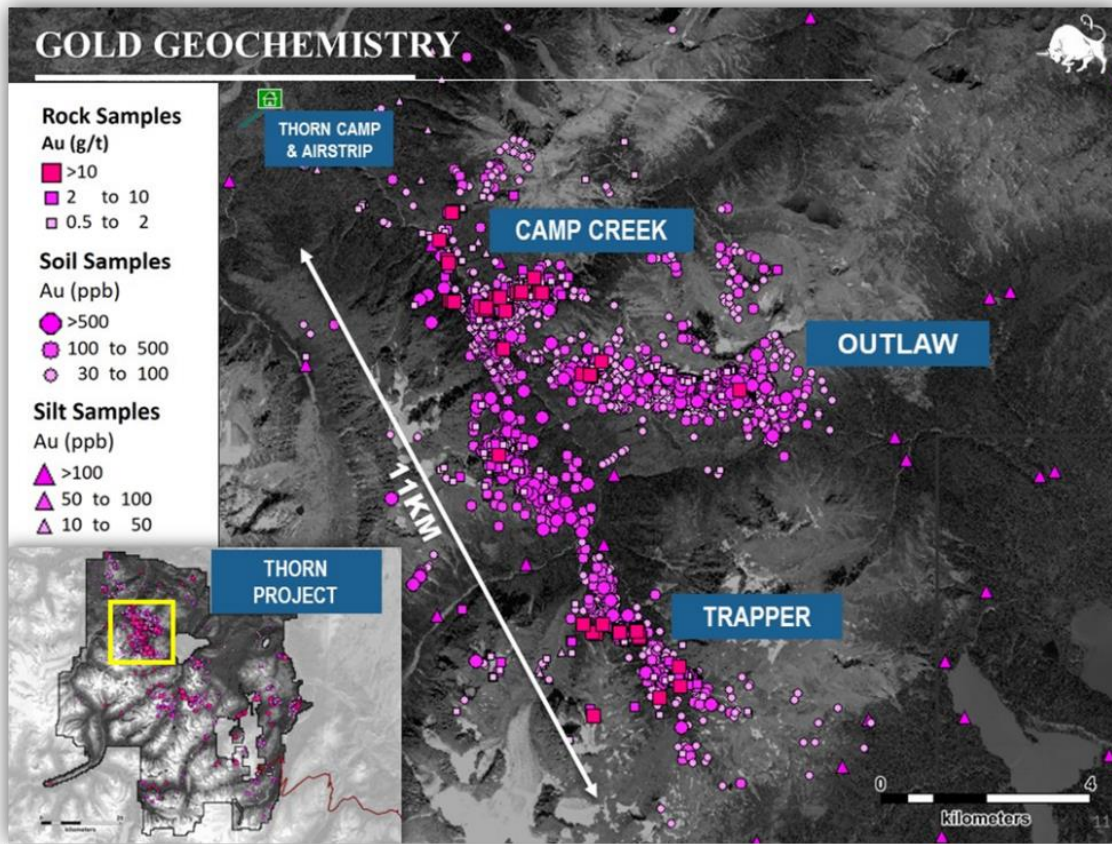 GOLD GEOCHEMISTRY
Rock Samples
Au (g/t)
>10
2 to 10
0.5 to 2
Soil Samples
Au (ppb)
>500
100 to 500
30 to 100
Silt Samples
Au (ppb)
>100
50 to 100
10 to 50
THORN CAMP
& AIRSTRIP
CAMP CREEK
OUTLAW
11KM
TRAPPER
THORN
PROJECT
kilometers
0 4
kilometers
11